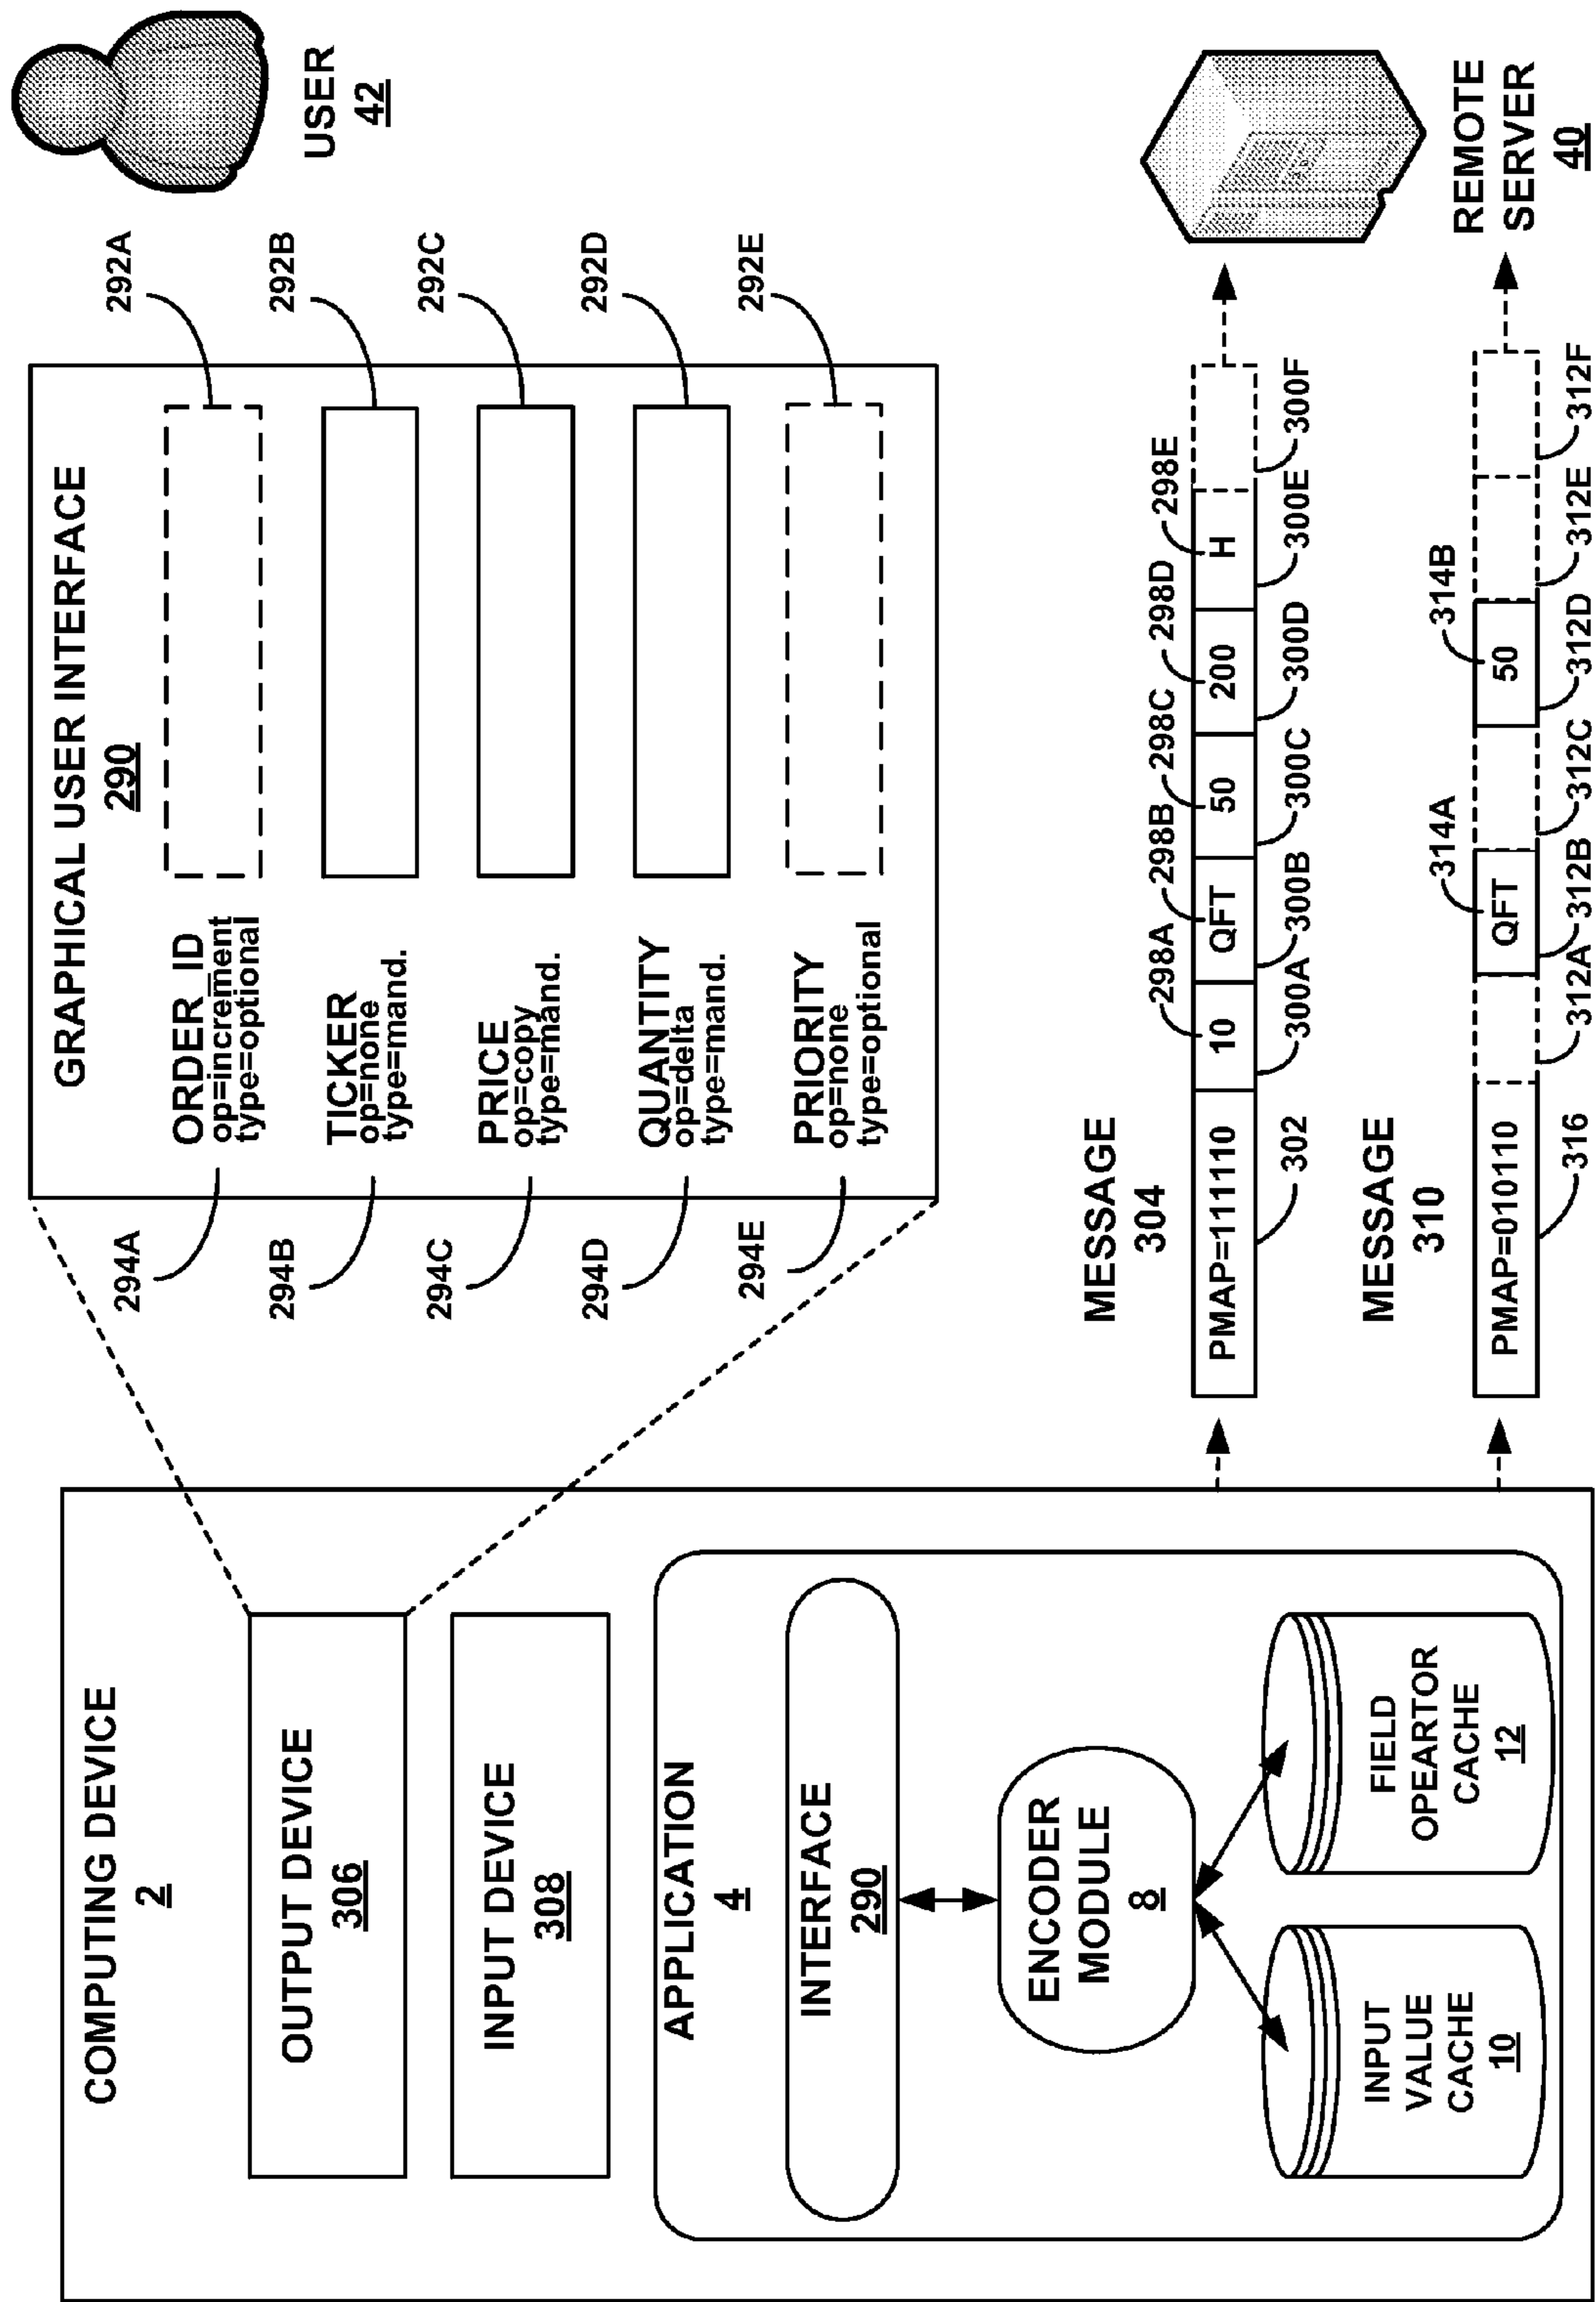 COMPUTING DEVICE
2
OUTPUT DEVICE
306
INPUT DEVICE
308
APPLICATION
4
INTERFACE
290
ENCODER
MODULE
8
INPUT
VALUE
CACHE
10
FIELD
OPEARTOR
CACHE
12
GRAPHICAL USER INTERFACE
290
294A
ORDER_ID
op=increment
type=optional
292A
294B
TICKER
op=none
type=mand.
292B
294C
PRICE
op=copy
type=mand.
292C
294D
QUANTITY
op=delta
type=mand.
292D
294E
PRIORITY
op=none
type=optional
292E
USER
42
MESSAGE
304
298A 298B 298C 298D 298E
PMAP=111110 10 QFT 50 200 H
302 300A 300B 300C 300D 300E 300F
MESSAGE
310
314A 314B
PMAP=010110 QFT 50
316 312A 312B 312C 312D 312E 312F
REMOTE
SERVER
40